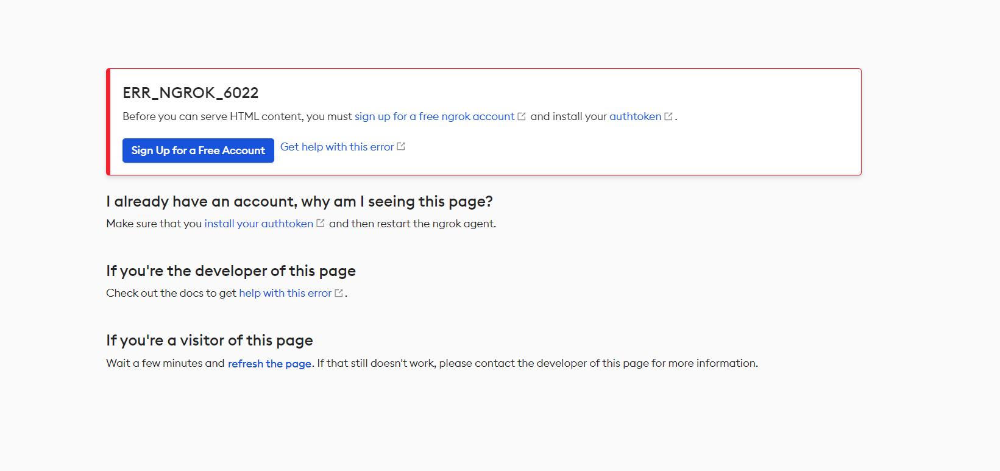 ERR_NGROK_6022
Before you can serve HTML content, you must sign up for a free ngrok account and install your authtoken .
Sign Up for a Free Account Get help with this error
I already have an account, why am I seeing this page?
Make sure that you install your authtoken and then restart the ngrok agent.
If you're the developer of this page
Check out the docs to get help with this error .
If you're a visitor of this page
Wait a few minutes and refresh the page. If that still doesn't work, please contact the developer of this page for more information.